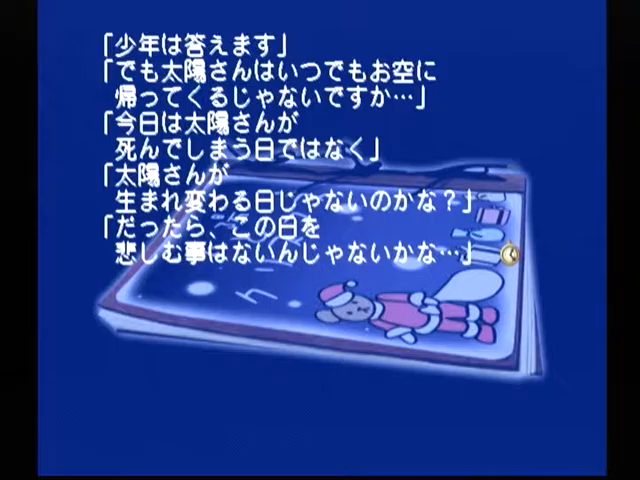 「少年は答えます」
「でも太陽さんはいつでもお空に
帰ってくるじゃないですか…」
「今日は太陽さんが
死んでしまう日ではなく」
「太陽さんが
生まれ変わる日じゃないのかな？」
「だったら、この日を
悲しむ事はないんじゃないかな…」